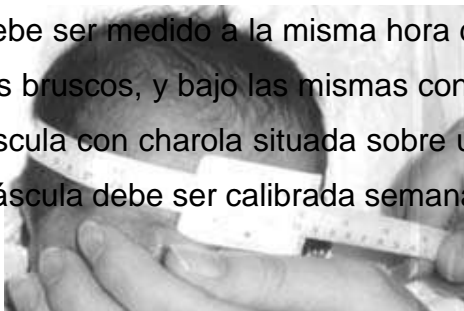 ebe ser medido a la misma hora
s bruscos, y bajo las mismas con
scula con charola situada sobre
áscula debe ser calibrada semana